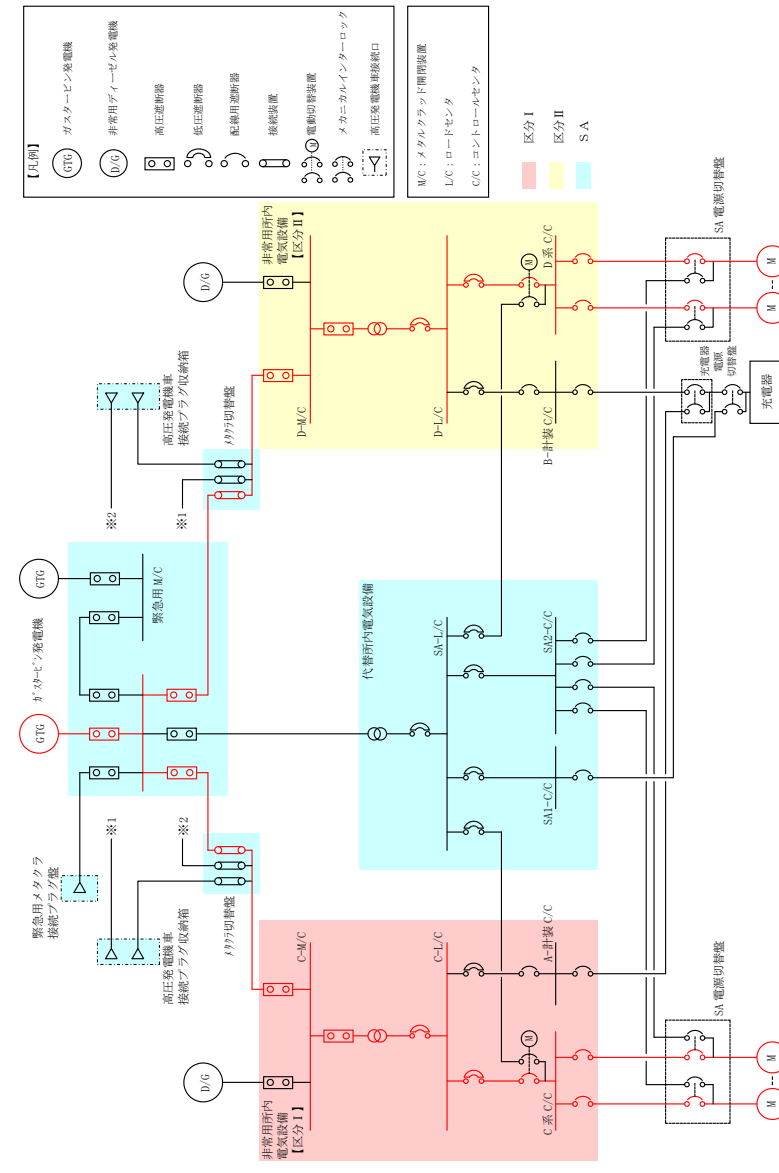 【凡例】
GTG
ガスタービン発電機
D/G
非常用ディーゼル発電機
高圧遮断器
低圧遮断器
配線用遮断器
接続装置
M
電動切替装置
メカニカルインターロック
高圧発電機車接続口
M/C：メタルクラッド開閉装置
L/C：ロードセンタ
C/C：コントロールセンタ
区分Ⅰ
区分Ⅱ
ＳＡ
緊急用メタクラ
接続プラグ盤
GTG
ガスタービン発電機
GTG
緊急用 M/C
高圧発電機車
接続プラグ収納箱
※1
※2
メタクラ切替盤
高圧発電機車
接続プラグ収納箱
※2
※1
メタクラ切替盤
D/G
非常用所内
電気設備
【区分Ⅰ】
C-M/C
C-L/C
M
C 系 C/C
A-計装 C/C
代替所内電気設備
SA-L/C
SA1-C/C
SA2-C/C
D/G
非常用所内
電気設備
【区分Ⅱ】
D-M/C
D-L/C
M
D 系 C/C
B-計装 C/C
SA 電源切替盤
M
M
充電器
電源
切替盤
充電器
SA 電源切替盤
M
M